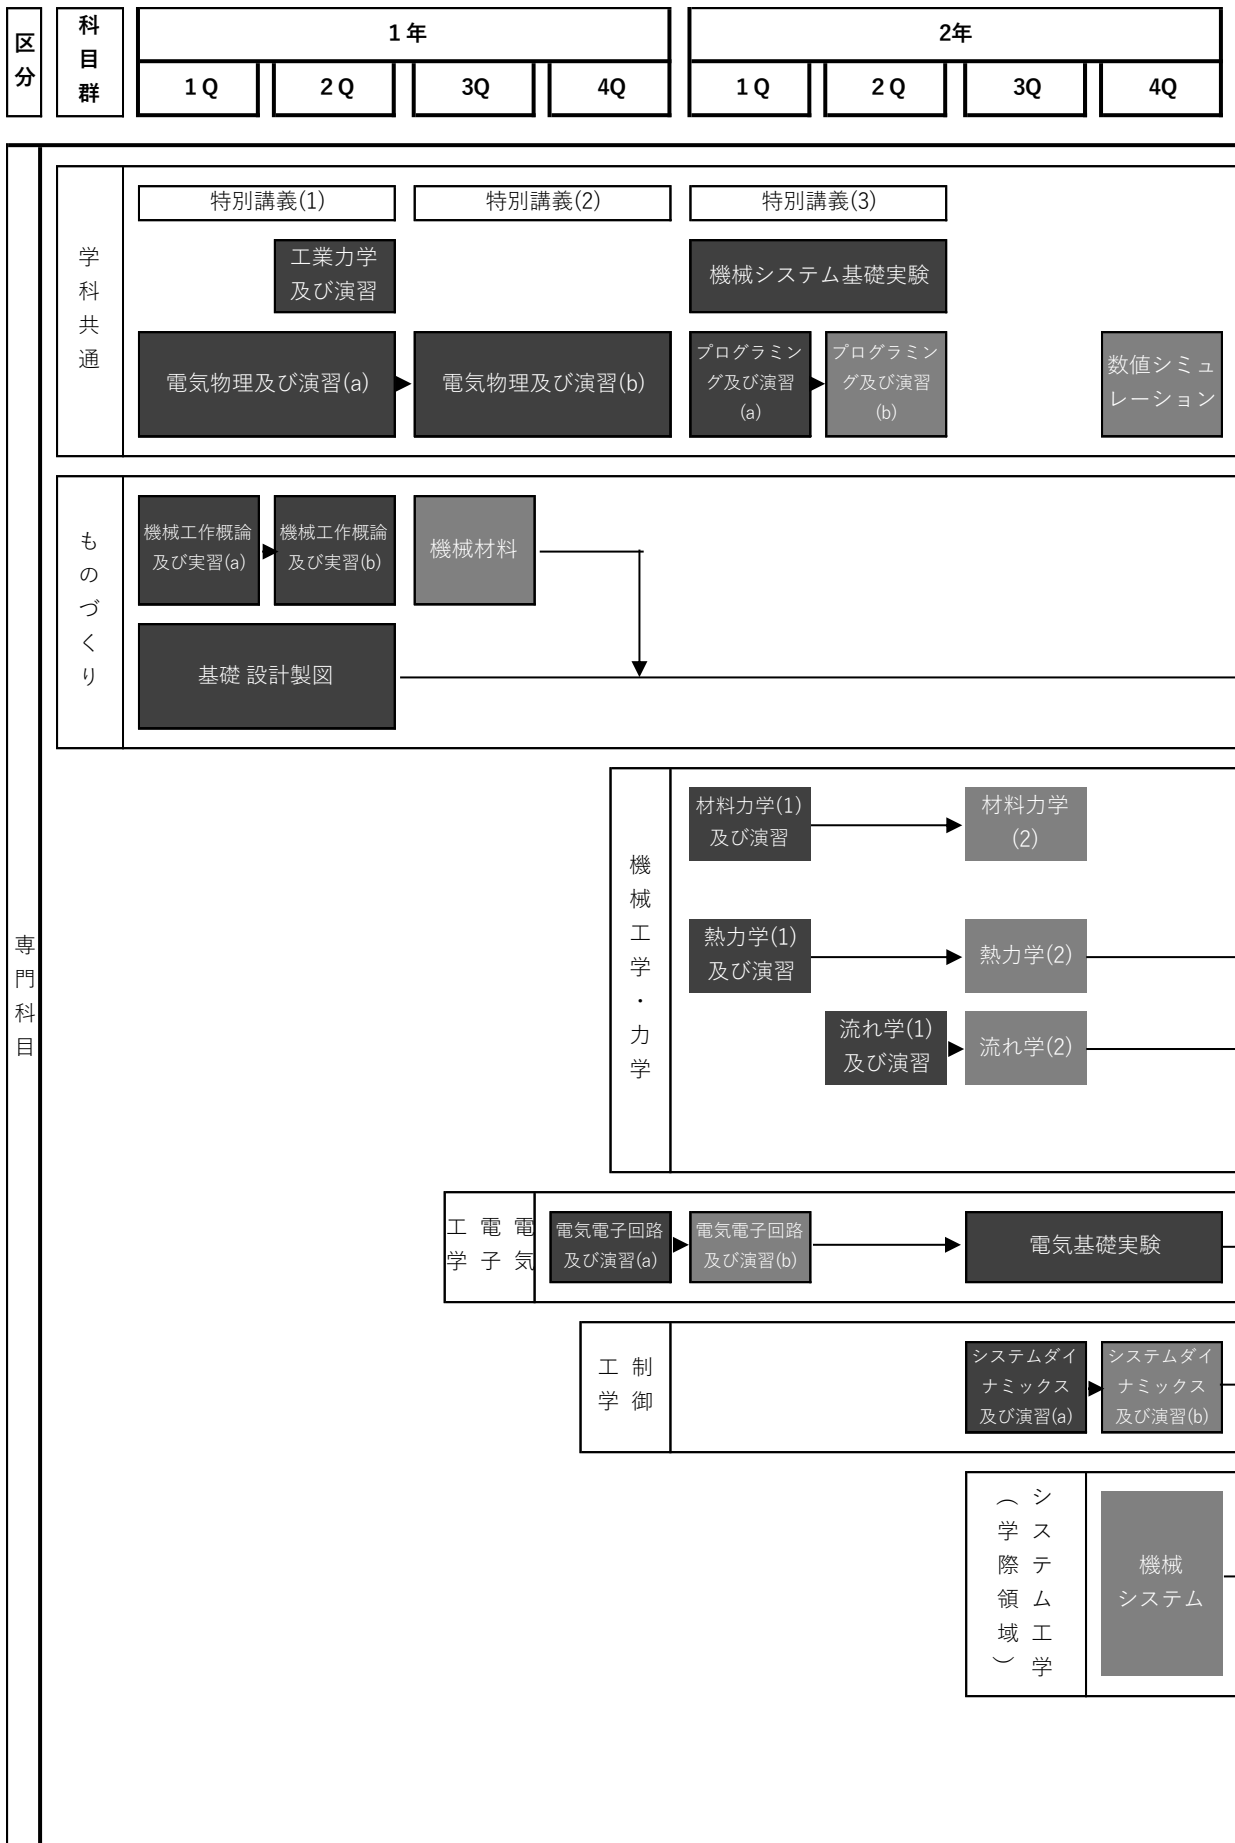 区分
科目群
1 年
2年
1 Q
2 Q
3Q
4Q
1 Q
2 Q
3Q
4Q
専門科目
学科共通
特別講義(1)
特別講義(2)
特別講義(3)
工業力学
及び演習
機械システム基礎実験
電気物理及び演習(a)
電気物理及び演習(b)
プログラミン
グ及び演習
(a)
プログラミン
グ及び演習
(b)
数値シミュ
レーション
ものづくり
機械工作概論
及び実習(a)
機械工作概論
及び実習(b)
機械材料
基礎 設計製図
機械工学・力学
材料力学(1)
及び演習
材料力学
(2)
熱力学(1)
及び演習
熱力学(2)
流れ学(1)
及び演習
流れ学(2)
電気
電子
工学
電気電子回路
及び演習(a)
電気電子回路
及び演習(b)
電気基礎実験
制御
工学
システムダイ
ナミックス
及び演習(a)
システムダイ
ナミックス
及び演習(b)
システム工学
（学際領域）
機械
システム